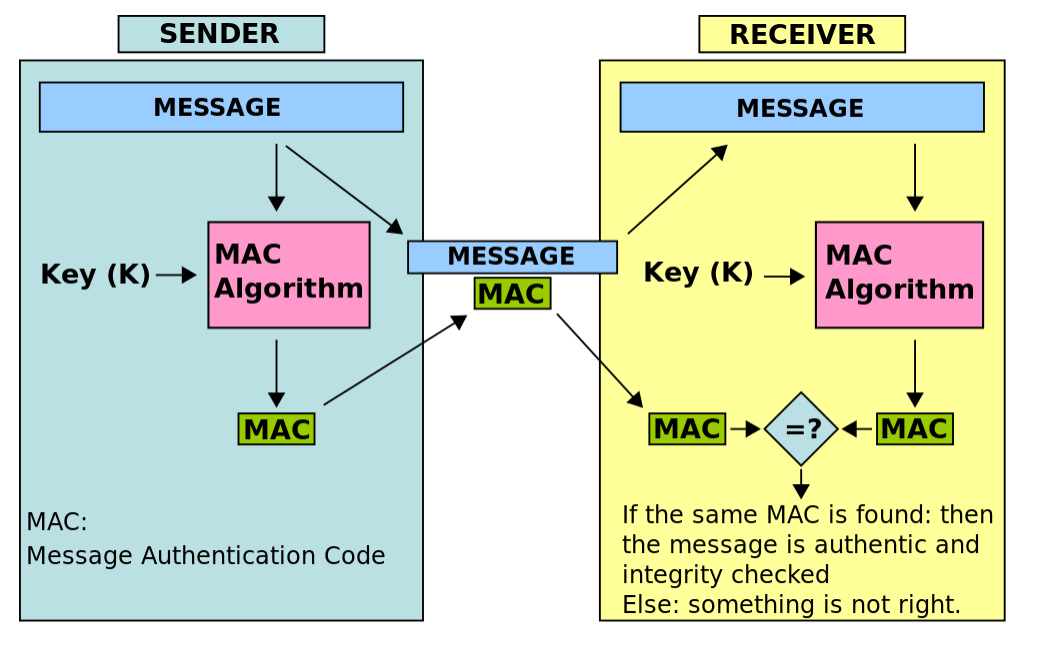 SENDER
RECEIVER
MESSAGE
MESSAGE
MAC
Algorithm
Key (K)
MESSAGE
MAC
Key (K)
MAC
Algorithm
MAC
MAC
=?
MAC
MAC:
Message Authentication Code
If the same MAC is found: then
the message is authentic and
integrity checked
Else: something is not right.